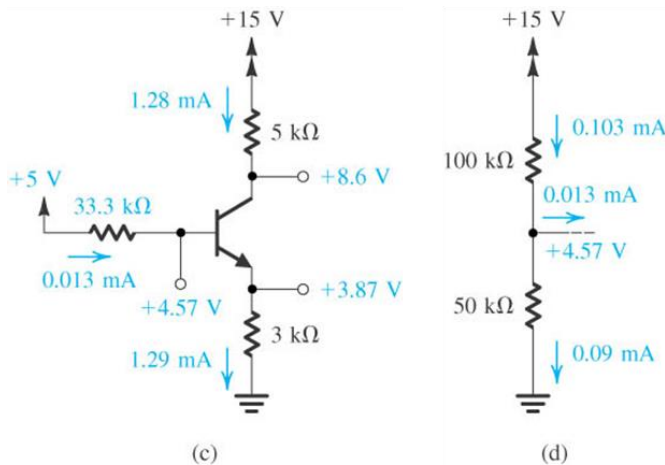 +15 V
1.28 mA
5 kΩ
+8.6 V
+5 V
33.3 kΩ
0.013 mA
+4.57 V
+3.87 V
3 kΩ
1.29 mA
(c)
+15 V
0.103 mA
100 kΩ
0.013 mA
+4.57 V
50 kΩ
0.09 mA
(d)